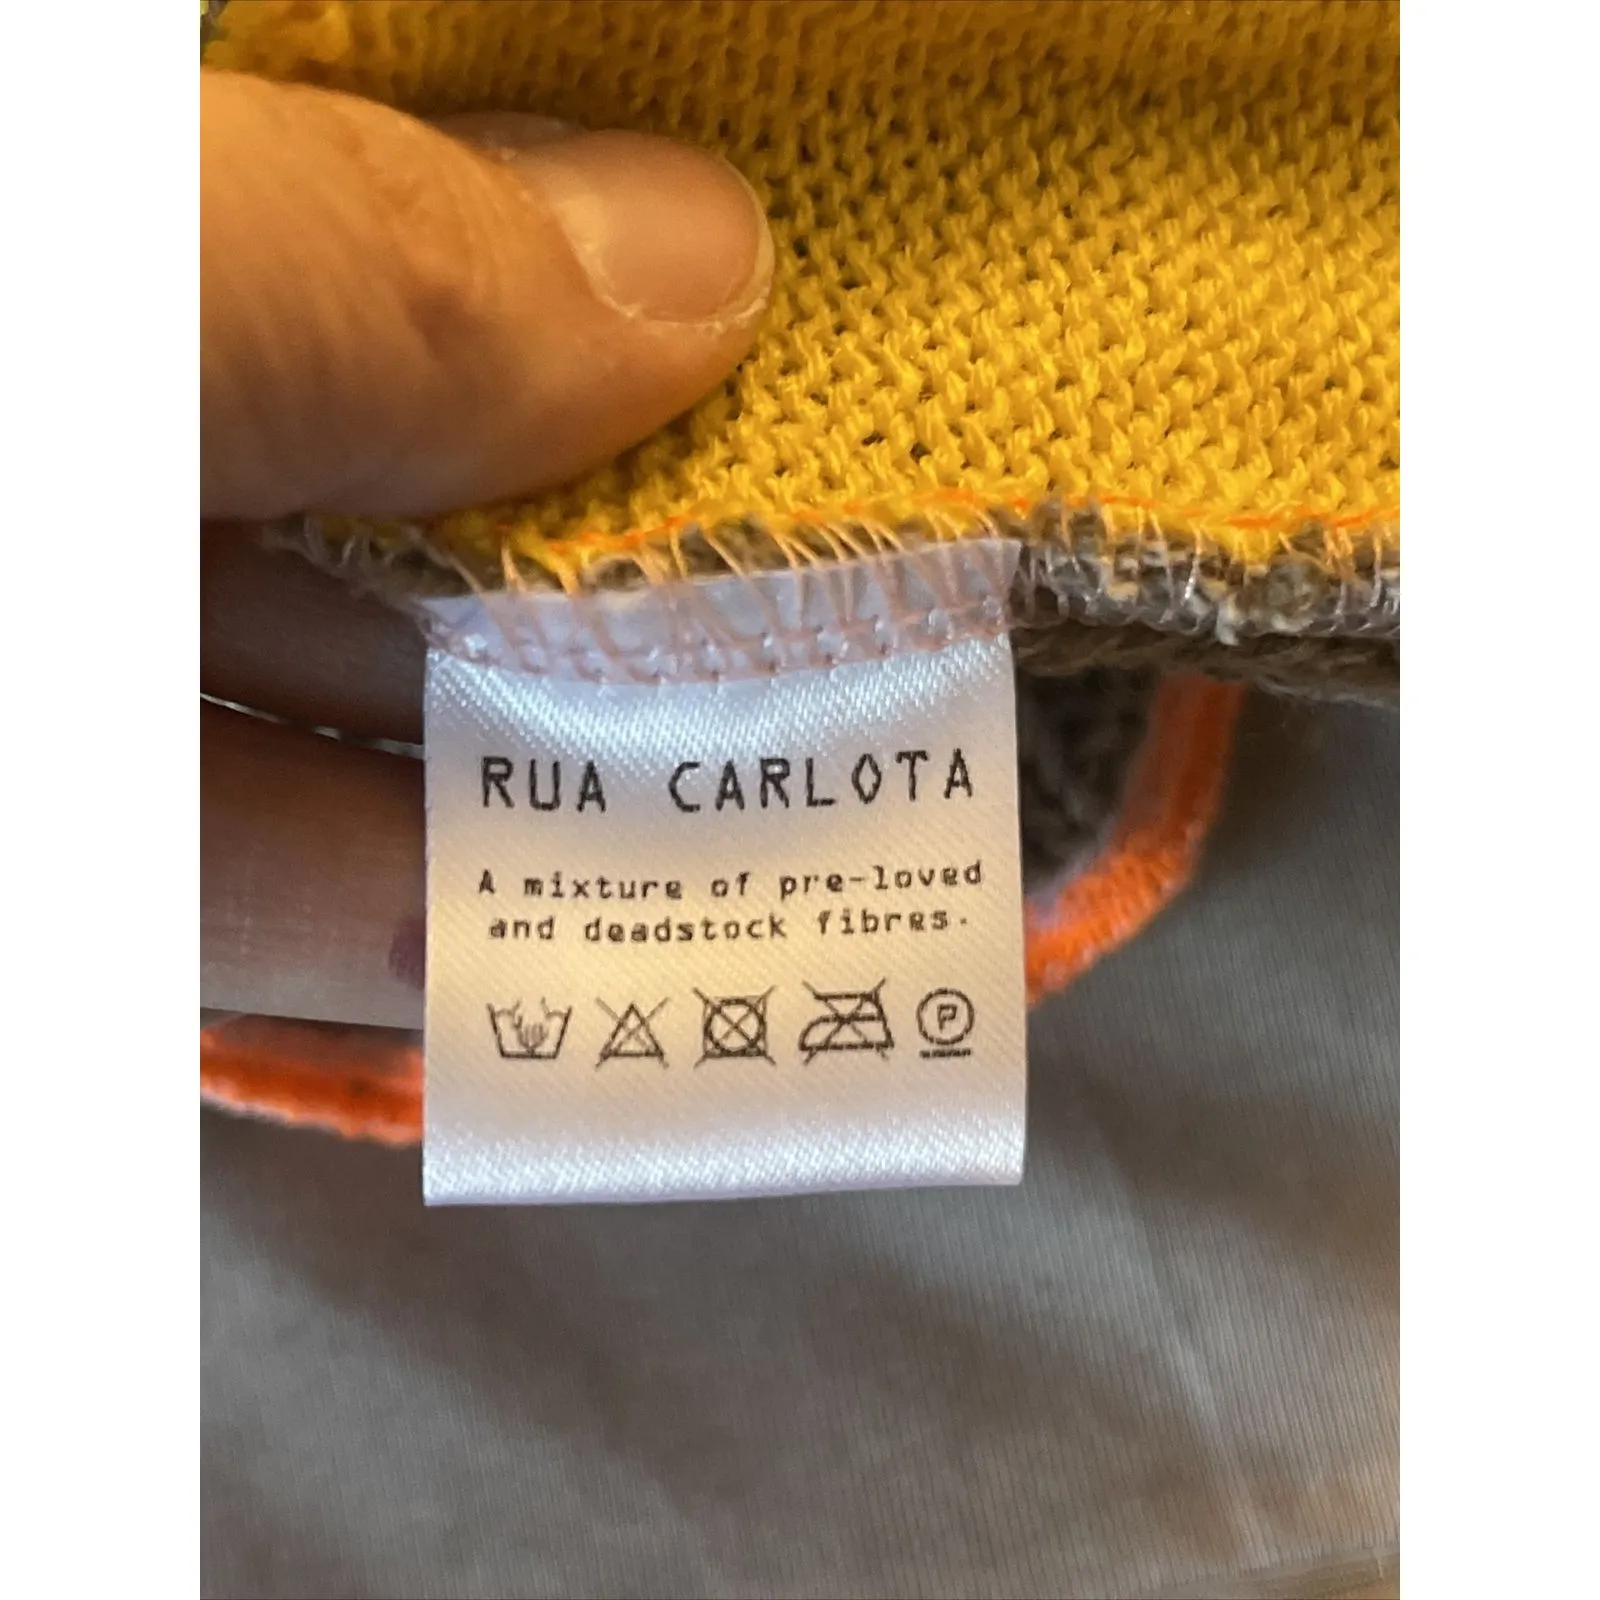 RUA CARLOTA
A mixture of pre-loved
and deadstock fibres.
P